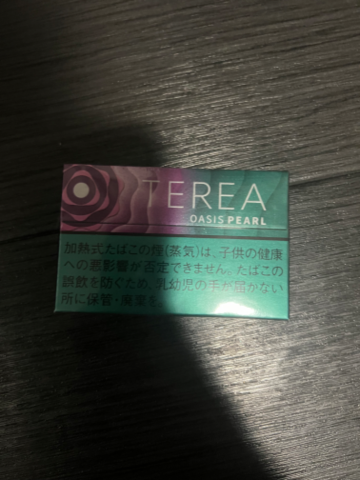 TEREA
OASIS PEARL
加熱式たばこの煙(蒸気)は、子供の健康
への悪影響が否定できません。たばこの
誤飲を防ぐため、乳幼児の手が届かない
所に保管・廃棄を